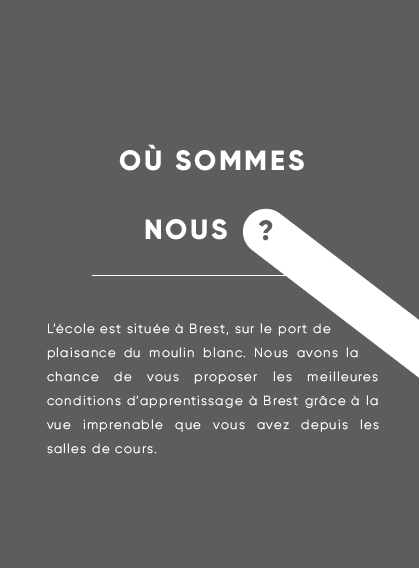 OÙ SOMMES
NOUS ?
L'école est située à Brest, sur le port de
plaisance du moulin blanc. Nous avons la
chance de vous proposer les meilleures
conditions d'apprentissage à Brest grâce à la
vue imprenable que vous avez depuis les
salles de cours.